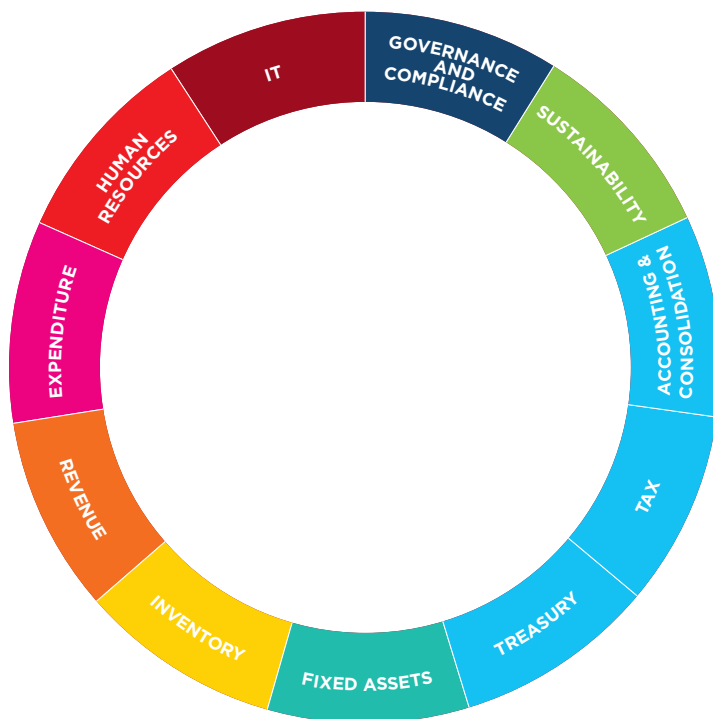 GOVERNANCE
AND
COMPLIANCE
SUSTAINABILITY
ACCOUNTING &
CONSOLIDATION
TAX
TREASURY
FIXED ASSETS
INVENTORY
REVENUE
EXPENDITURE
HUMAN
RESOURCES
IT